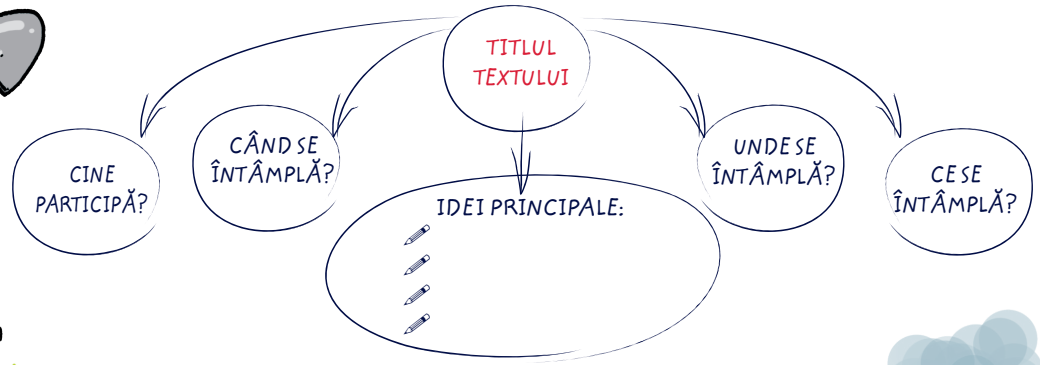 TITLUL
TEXTULUI
CINE
PARTICIPĂ?
CÂND SE
ÎNTÂMPLĂ?
IDEI PRINCIPALE:
UNDE SE
ÎNTÂMPLĂ?
CE SE
ÎNTÂMPLĂ?